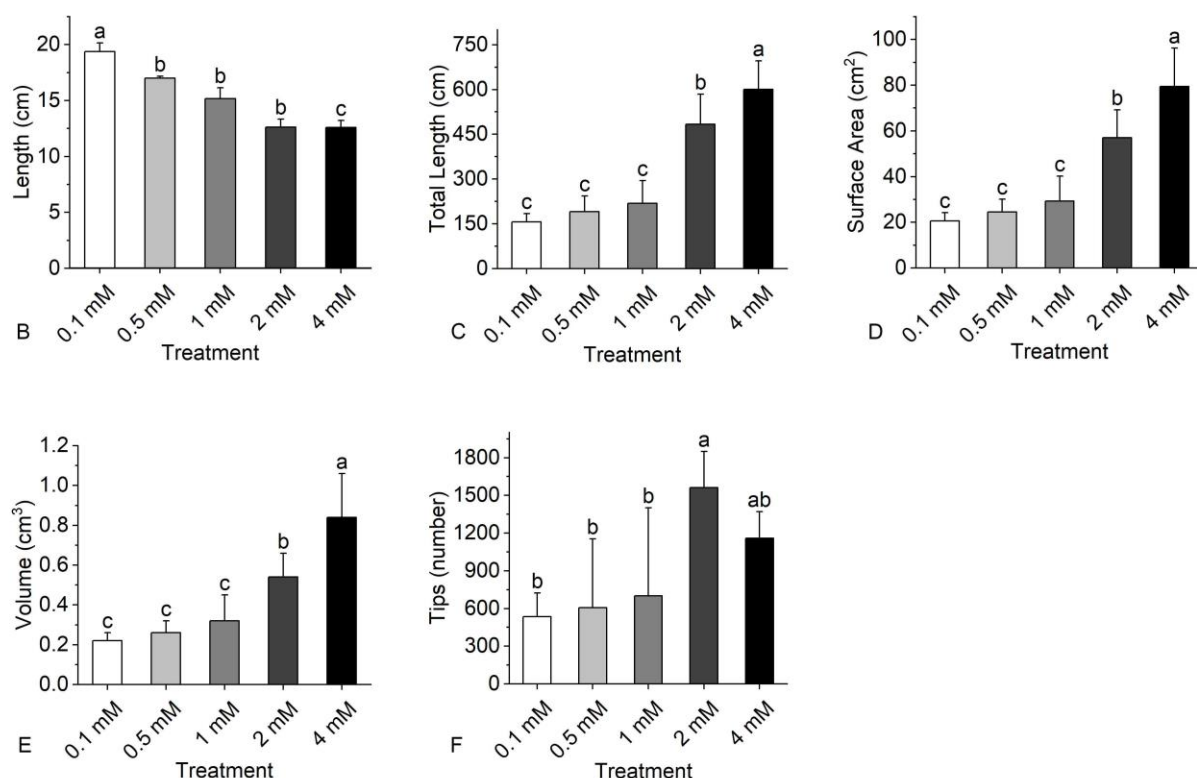 a
b
b
b
c
Length (cm)
20
15
10
5
0
0.1 mM
0.5 mM
1 mM
2 mM
4 mM
Treatment
B
c
c
c
b
a
Total Length (cm)
750
600
450
300
150
0
0.1 mM
0.5 mM
1 mM
2 mM
4 mM
Treatment
C
c
c
c
b
a
Surface Area (cm²)
100
80
60
40
20
0
0.1 mM
0.5 mM
1 mM
2 mM
4 mM
Treatment
D
c
c
c
b
a
Volume (cm³)
1.2
1.0
0.8
0.6
0.4
0.2
0.0
0.1 mM
0.5 mM
1 mM
2 mM
4 mM
Treatment
E
b
b
b
a
ab
Tips (number)
1800
1500
1200
900
600
300
0
0.1 mM
0.5 mM
1 mM
2 mM
4 mM
Treatment
F